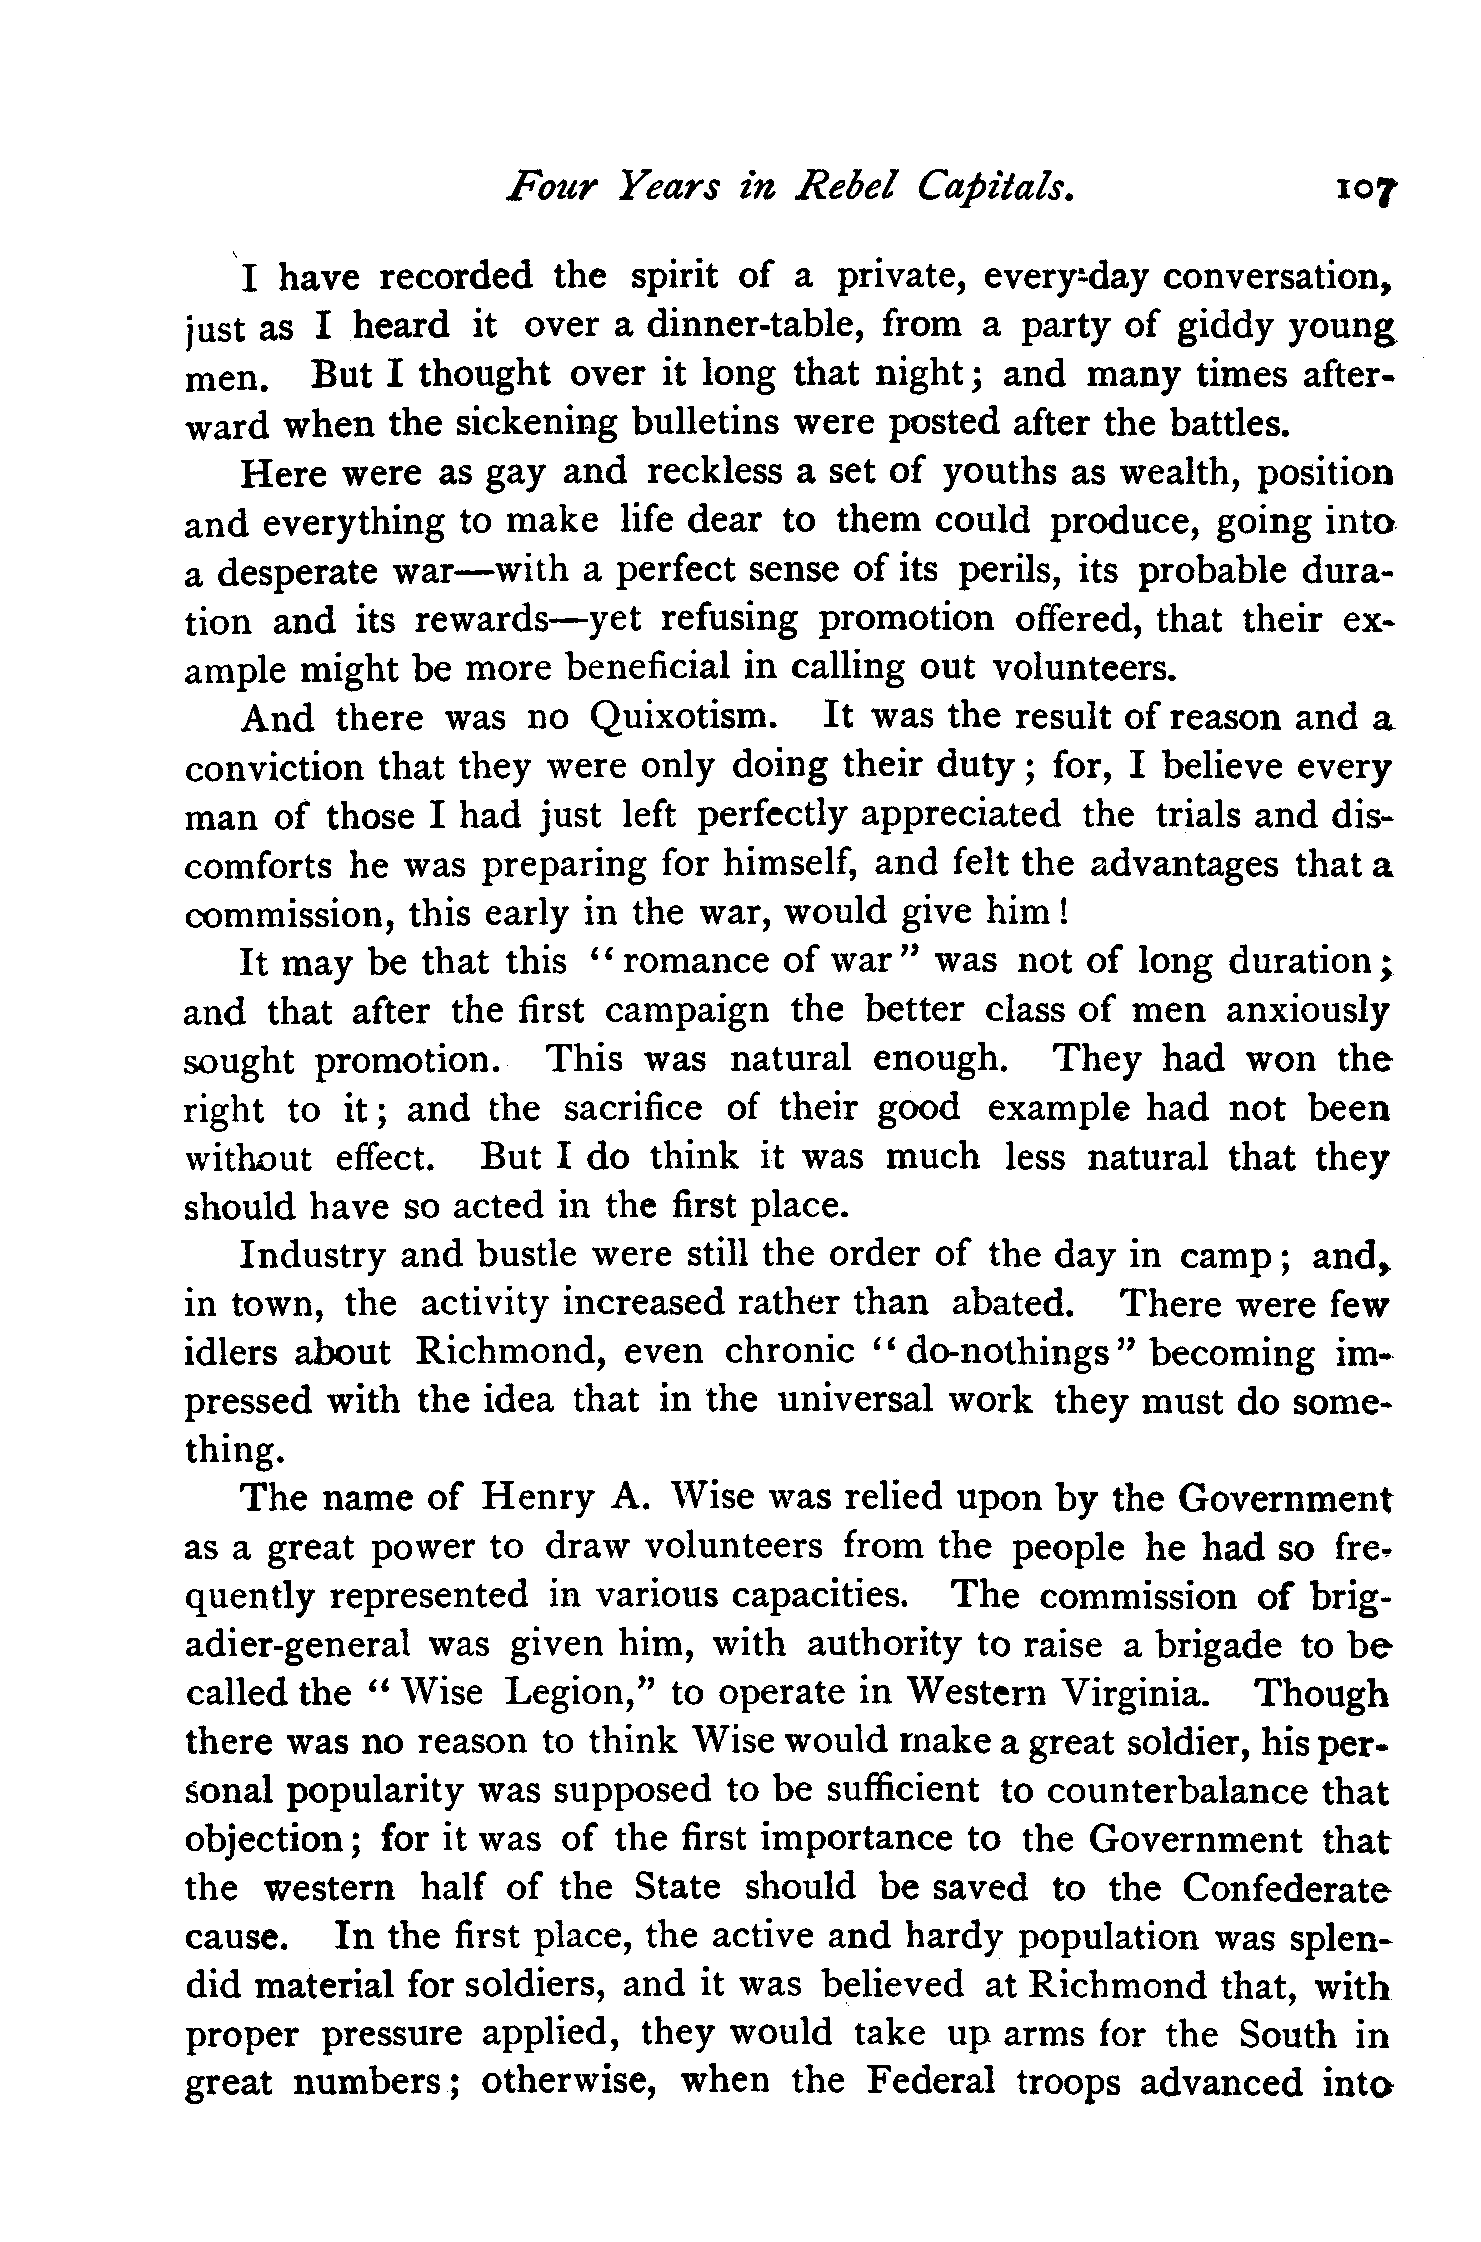 Four Years in Rebel Capitals. 107
I have recorded the spirit of a private, every-day conversation,
just as I heard it over a dinner-table, from a party of giddy young
men. But I thought over it long that night; and many times after-
ward when the sickening bulletins were posted after the battles.
Here were as gay and reckless a set of youths as wealth, position
and everything to make life dear to them could produce, going into
a desperate war—with a perfect sense of its perils, its probable dura-
tion and its rewards—yet refusing promotion offered, that their ex-
ample might be more beneficial in calling out volunteers.
And there was no Quixotism. It was the result of reason and a
conviction that they were only doing their duty; for, I believe every
man of those I had just left perfectly appreciated the trials and dis-
comforts he was preparing for himself, and felt the advantages that a
commission, this early in the war, would give him!
It may be that this "romance of war" was not of long duration;
and that after the first campaign the better class of men anxiously
sought promotion. This was natural enough. They had won the
right to it; and the sacrifice of their good example had not been
without effect. But I do think it was much less natural that they
should have so acted in the first place.
Industry and bustle were still the order of the day in camp; and,
in town, the activity increased rather than abated. There were few
idlers about Richmond, even chronic "do-nothings" becoming im-
pressed with the idea that in the universal work they must do some-
thing.
The name of Henry A. Wise was relied upon by the Government
as a great power to draw volunteers from the people he had so fre-
quently represented in various capacities. The commission of brig-
adier-general was given him, with authority to raise a brigade to be
called the "Wise Legion," to operate in Western Virginia. Though
there was no reason to think Wise would make a great soldier, his per-
sonal popularity was supposed to be sufficient to counterbalance that
objection; for it was of the first importance to the Government that
the western half of the State should be saved to the Confederate
cause. In the first place, the active and hardy population was splen-
did material for soldiers, and it was believed at Richmond that, with
proper pressure applied, they would take up arms for the South in
great numbers; otherwise, when the Federal troops advanced into